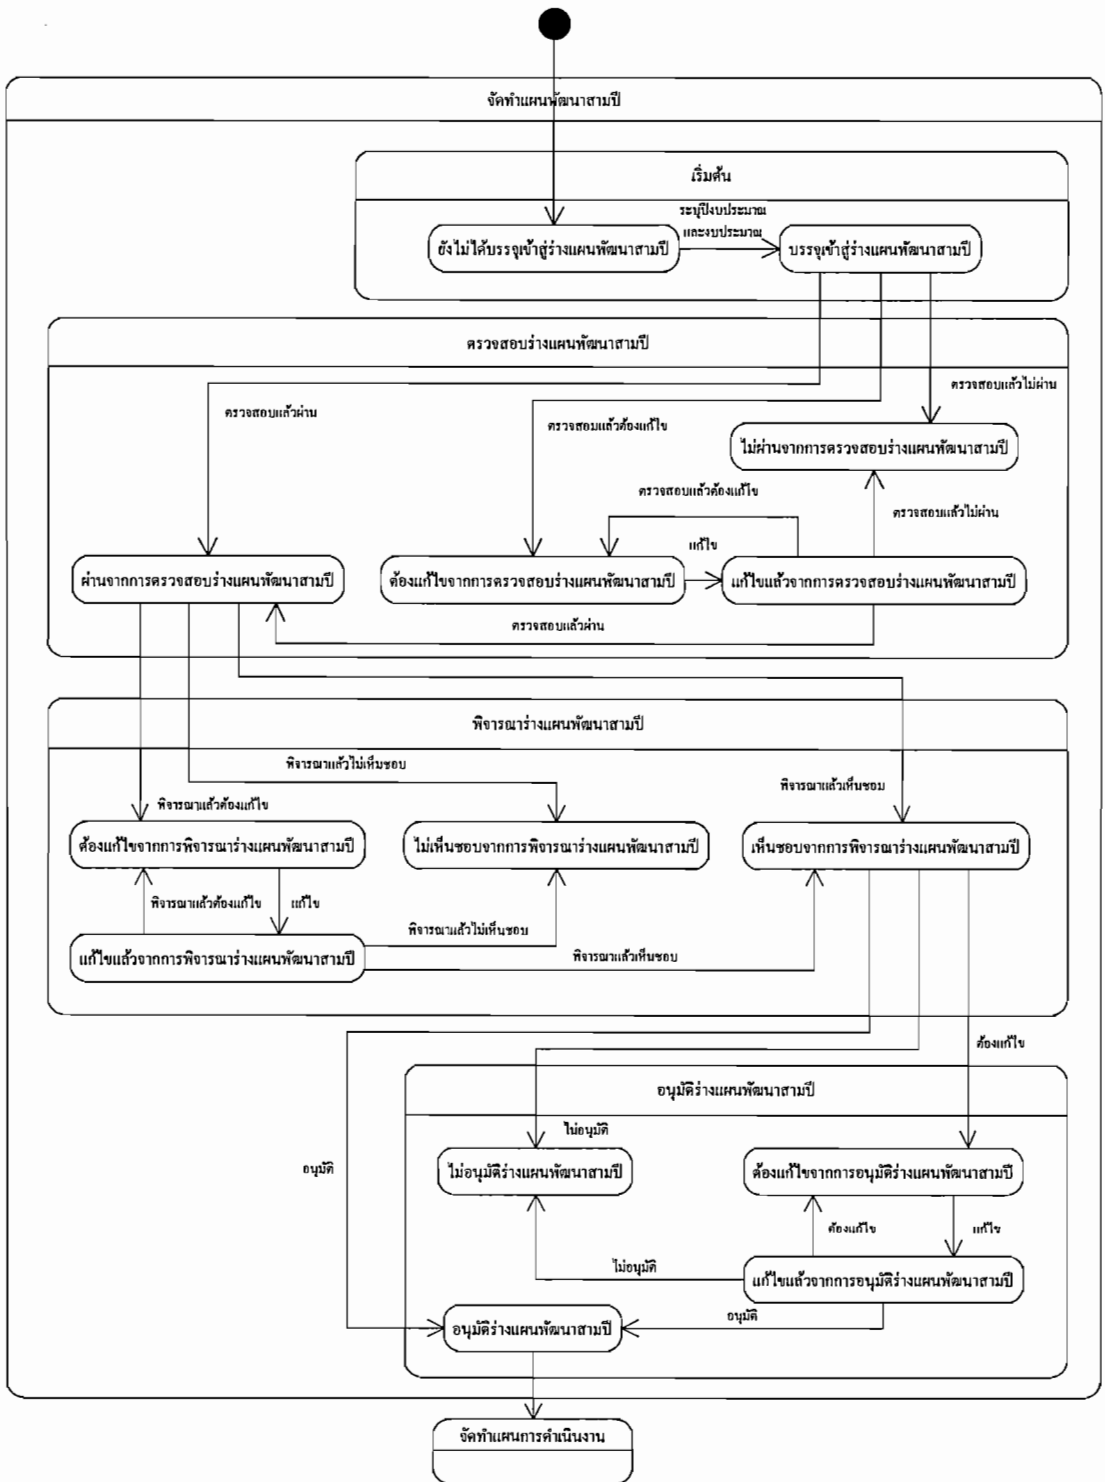 จัดทำแผนพัฒนาสามปี
เริ่มต้น
ระบุปีงบประมาณ
และงบประมาณ
ยังไม่ได้บรรจุเข้าสู่ร่างแผนพัฒนาสามปี
บรรจุเข้าสู่ร่างแผนพัฒนาสามปี
ตรวจสอบร่างแผนพัฒนาสามปี
ตรวจสอบแล้วไม่ผ่าน
ตรวจสอบแล้วผ่าน
ตรวจสอบแล้วต้องแก้ไข
ไม่ผ่านจากการตรวจสอบร่างแผนพัฒนาสามปี
ตรวจสอบแล้วต้องแก้ไข
ตรวจสอบแล้วไม่ผ่าน
แก้ไข
ผ่านจากการตรวจสอบร่างแผนพัฒนาสามปี
ต้องแก้ไขจากการตรวจสอบร่างแผนพัฒนาสามปี
แก้ไขแล้วจากการตรวจสอบร่างแผนพัฒนาสามปี
ตรวจสอบแล้วผ่าน
พิจารณาร่างแผนพัฒนาสามปี
พิจารณาแล้วไม่เห็นชอบ
พิจารณาแล้วเห็นชอบ
พิจารณาแล้วต้องแก้ไข
ต้องแก้ไขจากการพิจารณาร่างแผนพัฒนาสามปี
ไม่เห็นชอบจากการพิจารณาร่างแผนพัฒนาสามปี
เห็นชอบจากการพิจารณาร่างแผนพัฒนาสามปี
พิจารณาแล้วต้องแก้ไข
แก้ไข
พิจารณาแล้วไม่เห็นชอบ
แก้ไขแล้วจากการพิจารณาร่างแผนพัฒนาสามปี
พิจารณาแล้วเห็นชอบ
ต้องแก้ไข
อนุมัติร่างแผนพัฒนาสามปี
ไม่อนุมัติ
อนุมัติ
ไม่อนุมัติร่างแผนพัฒนาสามปี
ต้องแก้ไขจากการอนุมัติร่างแผนพัฒนาสามปี
ต้องแก้ไข
แก้ไข
ไม่อนุมัติ
แก้ไขแล้วจากการอนุมัติร่างแผนพัฒนาสามปี
อนุมัติ
อนุมัติร่างแผนพัฒนาสามปี
จัดทำแผนการดำเนินงาน